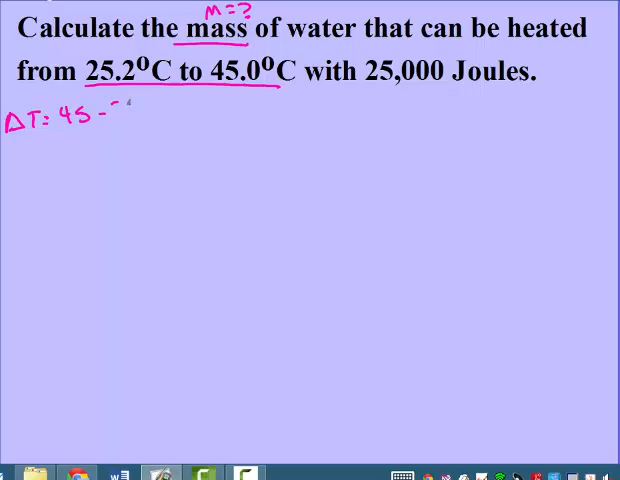 m=?
Calculate the mass of water that can be heated
from 25.2⁰C to 45.0⁰C with 25,000 Joules.
ΔT= 45 -